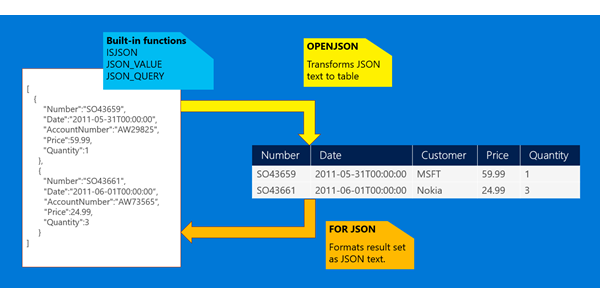 Built-in functions
ISJSON
JSON_VALUE
JSON_QUERY
OPENJSON
Transforms JSON
text to table
[
{
"Number":"SO43659",
"Date":"2011-05-31T00:00:00",
"AccountNumber":"AW29825",
"Price":59.99,
"Quantity":1
},
{
"Number":"SO43661",
"Date":"2011-06-01T00:00:00",
"AccountNumber":"AW73565",
"Price":24.99,
"Quantity":3
}
]
Number Date Customer Price Quantity
SO43659 2011-05-31T00:00:00 MSFT 59.99 1
SO43661 2011-06-01T00:00:00 Nokia 24.99 3
FOR JSON
Formats result set
as JSON text.